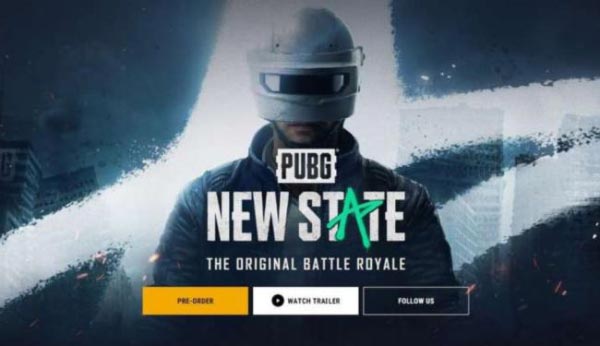 PUBG
NEW STATE
THE ORIGINAL BATTLE ROYALE
PRE-ORDER
WATCH TRAILER
FOLLOW US